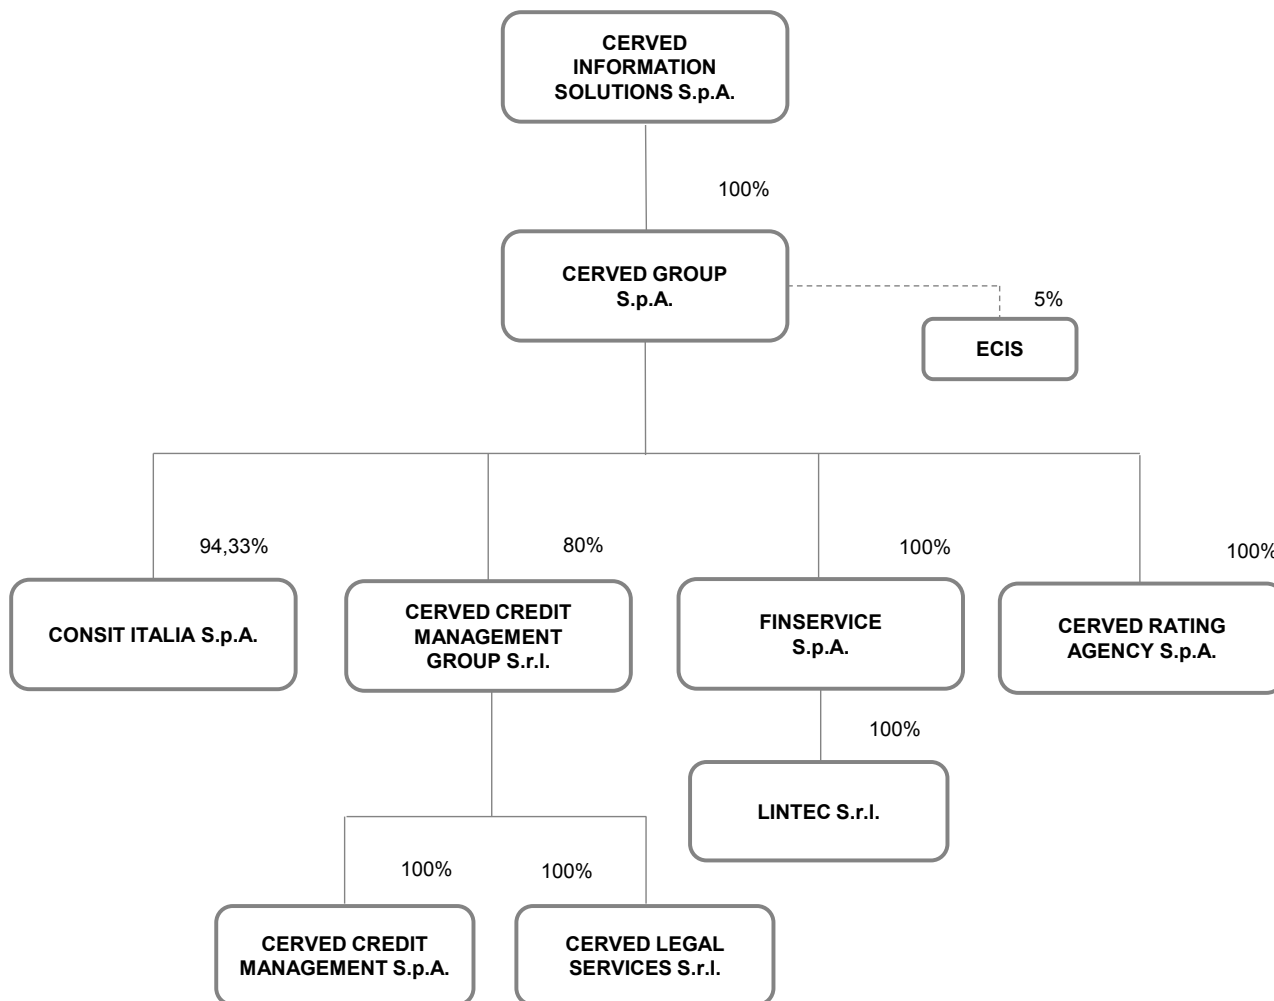 CERVED
INFORMATION
SOLUTIONS S.p.A.
100%
CERVED GROUP
S.p.A.
5%
ECIS
94,33%
80%
100%
100%
CONSIT ITALIA S.p.A.
CERVED CREDIT
MANAGEMENT
GROUP S.r.l.
FINSERVICE
S.p.A.
CERVED RATING
AGENCY S.p.A.
100%
LINTEC S.r.l.
100%
100%
CERVED CREDIT
MANAGEMENT S.p.A.
CERVED LEGAL
SERVICES S.r.l.